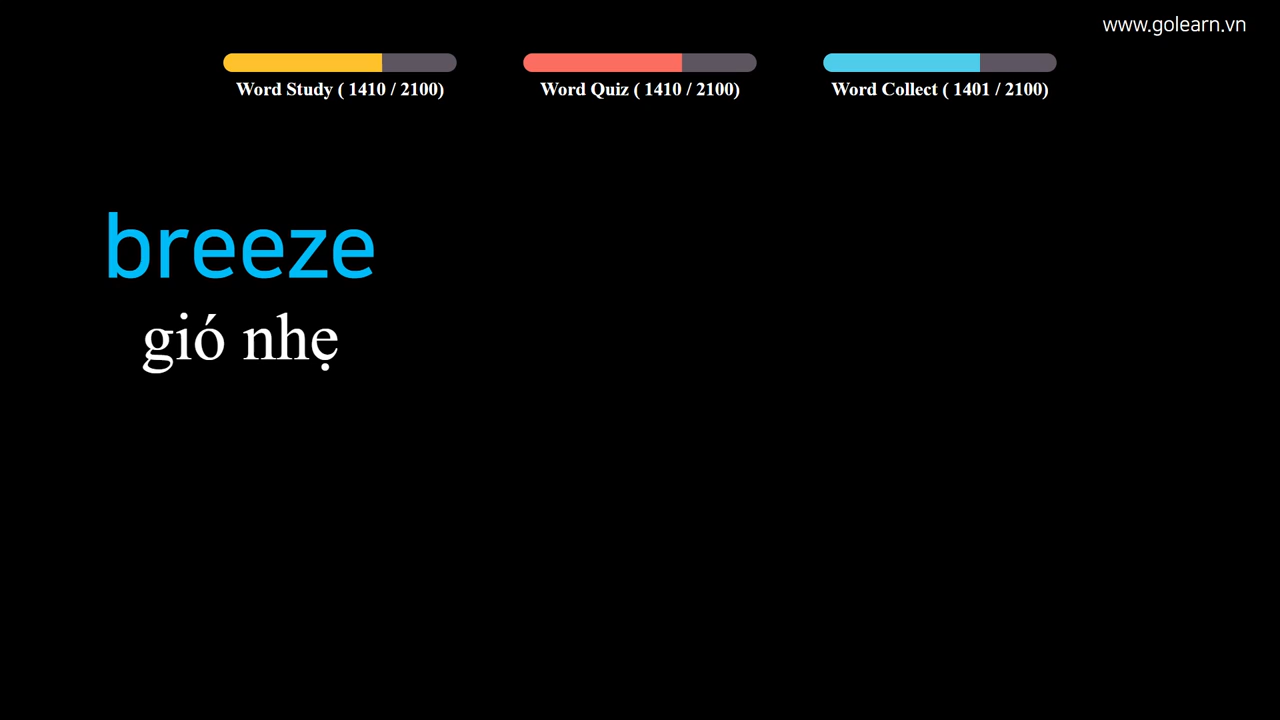 www.golearn.vn
Word Study ( 1410 / 2100)
Word Quiz ( 1410 / 2100)
Word Collect ( 1401 / 2100)
breeze
gió nhẹ